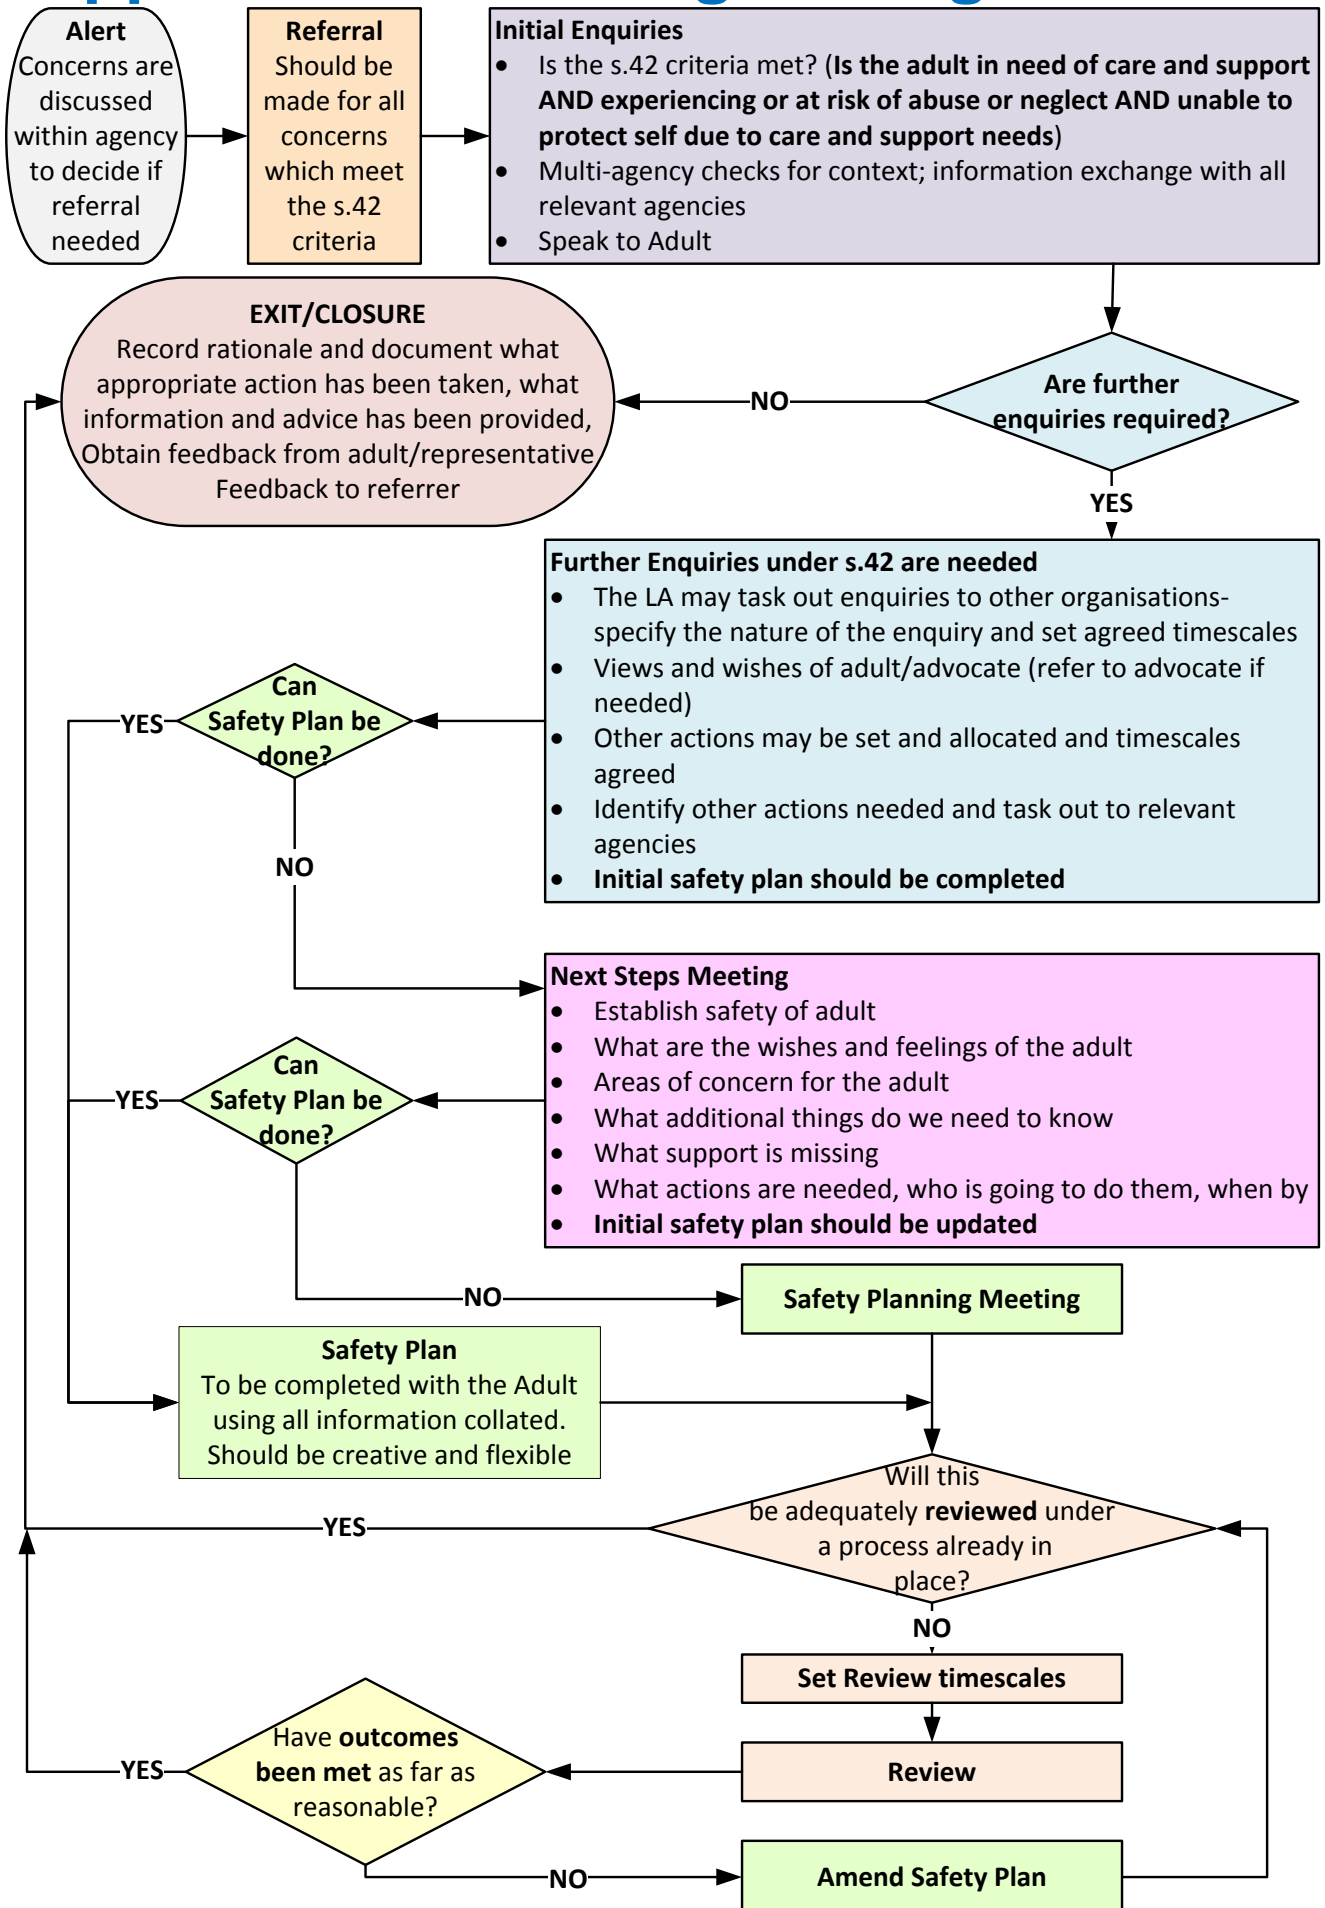 Alert
Concerns are
discussed
within agency
to decide if
referral
needed
Referral
Should be
made for all
concerns
which meet
the s.42
criteria
Initial Enquiries
• Is the s.42 criteria met? (Is the adult in need of care and support
AND experiencing or at risk of abuse or neglect AND unable to
protect self due to care and support needs)
• Multi-agency checks for context; information exchange with all
relevant agencies
• Speak to Adult
EXIT/CLOSURE
Record rationale and document what
appropriate action has been taken, what
information and advice has been provided,
Obtain feedback from adult/representative
Feedback to referrer
NO
Are further
enquiries required?
YES
Further Enquiries under s.42 are needed
• The LA may task out enquiries to other organisations-
specify the nature of the enquiry and set agreed timescales
• Views and wishes of adult/advocate (refer to advocate if
needed)
• Other actions may be set and allocated and timescales
agreed
• Identify other actions needed and task out to relevant
agencies
• Initial safety plan should be completed
Can
Safety Plan be
done?
YES
NO
Next Steps Meeting
• Establish safety of adult
• What are the wishes and feelings of the adult
• Areas of concern for the adult
• What additional things do we need to know
• What support is missing
• What actions are needed, who is going to do them, when by
• Initial safety plan should be updated
Can
Safety Plan be
done?
YES
NO
Safety Planning Meeting
Safety Plan
To be completed with the Adult
using all information collated.
Should be creative and flexible
Will this
be adequately reviewed under
a process already in
place?
YES
NO
Set Review timescales
Review
Have outcomes
been met as far as
reasonable?
YES
NO
Amend Safety Plan